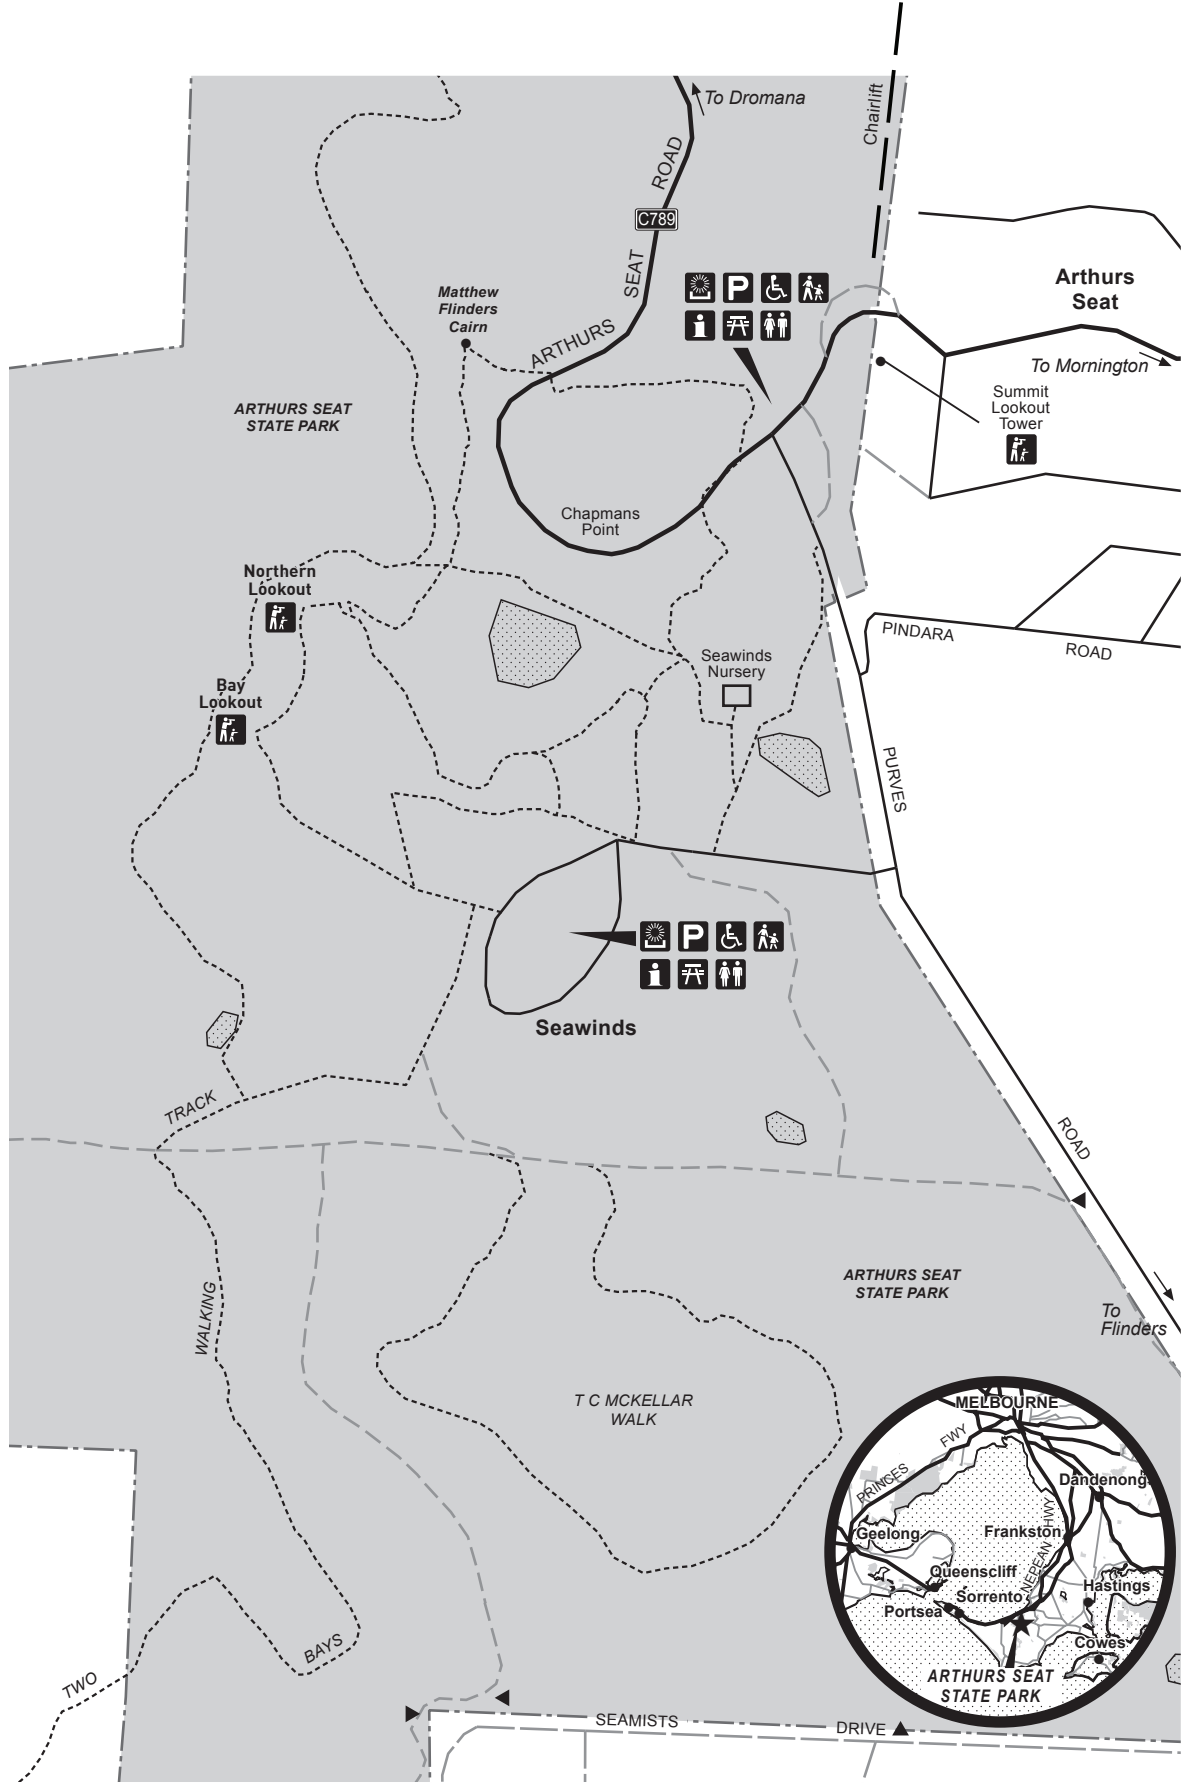 To Dromana
Chairlift
ROAD
C789
SEAT
ARTHURS
Matthew
Flinders
Cairn
P
i
Arthurs
Seat
To Mornington
Summit
Lookout
Tower
ARTHURS SEAT
STATE PARK
Chapmans
Point
Northern
Lookout
PINDARA
ROAD
Seawinds
Nursery
Bay
Lookout
PURVES
P
i
Seawinds
TRACK
ROAD
ARTHURS SEAT
STATE PARK
To
Flinders
WALKING
T C MCKELLAR
WALK
BAYS
TWO
SEAMISTS
DRIVE
MELBOURNE
FWY
PRINCES
Dandenong
Geelong
Frankston
NEPEAN HWY
Queenscliff
Sorrento
Hastings
Portsea
Cowes
ARTHURS SEAT
STATE PARK